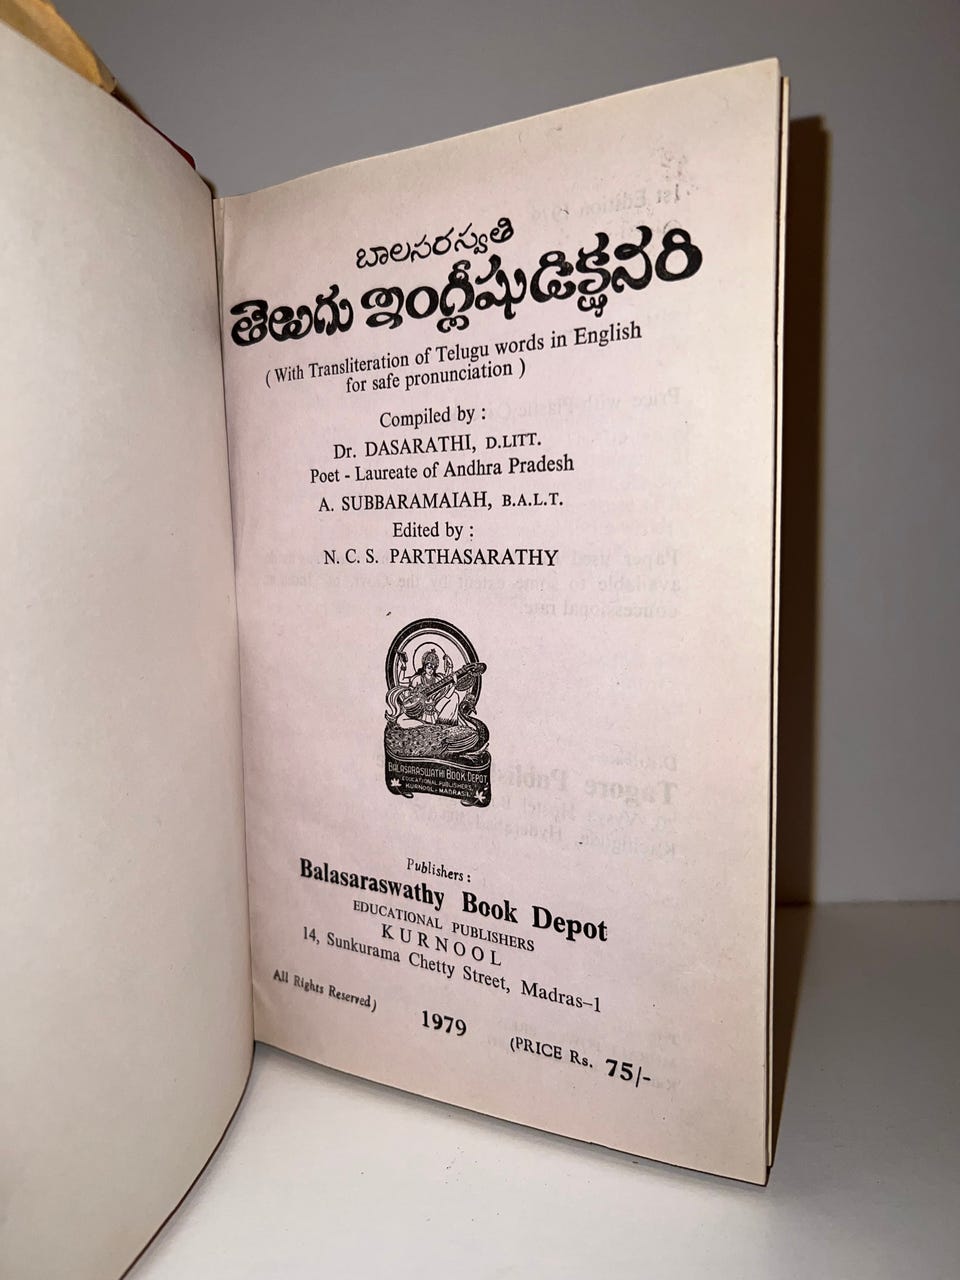 బాలసరస్వతి
తెలుగు ఇంగ్లీషు డిక్షనరి
( With Transliteration of Telugu words in English
for safe pronunciation )
Compiled by :
Dr. DASARATHI, D.LITT.
Poet - Laureate of Andhra Pradesh
A. SUBBARAMAIAH, B.A.L.T.
Edited by :
N. C. S. PARTHASARATHY
BALASARASWATHI BOOK DEPOT,
EDUCATIONAL PUBLISHERS,
KURNOOL - MADRAS.1.
Publishers :
Balasaraswathy Book Depot
EDUCATIONAL PUBLISHERS
KURNOOL
14, Sunkurama Chetty Street, Madras–1
All Rights Reserved)
1979
(PRICE Rs. 75/-